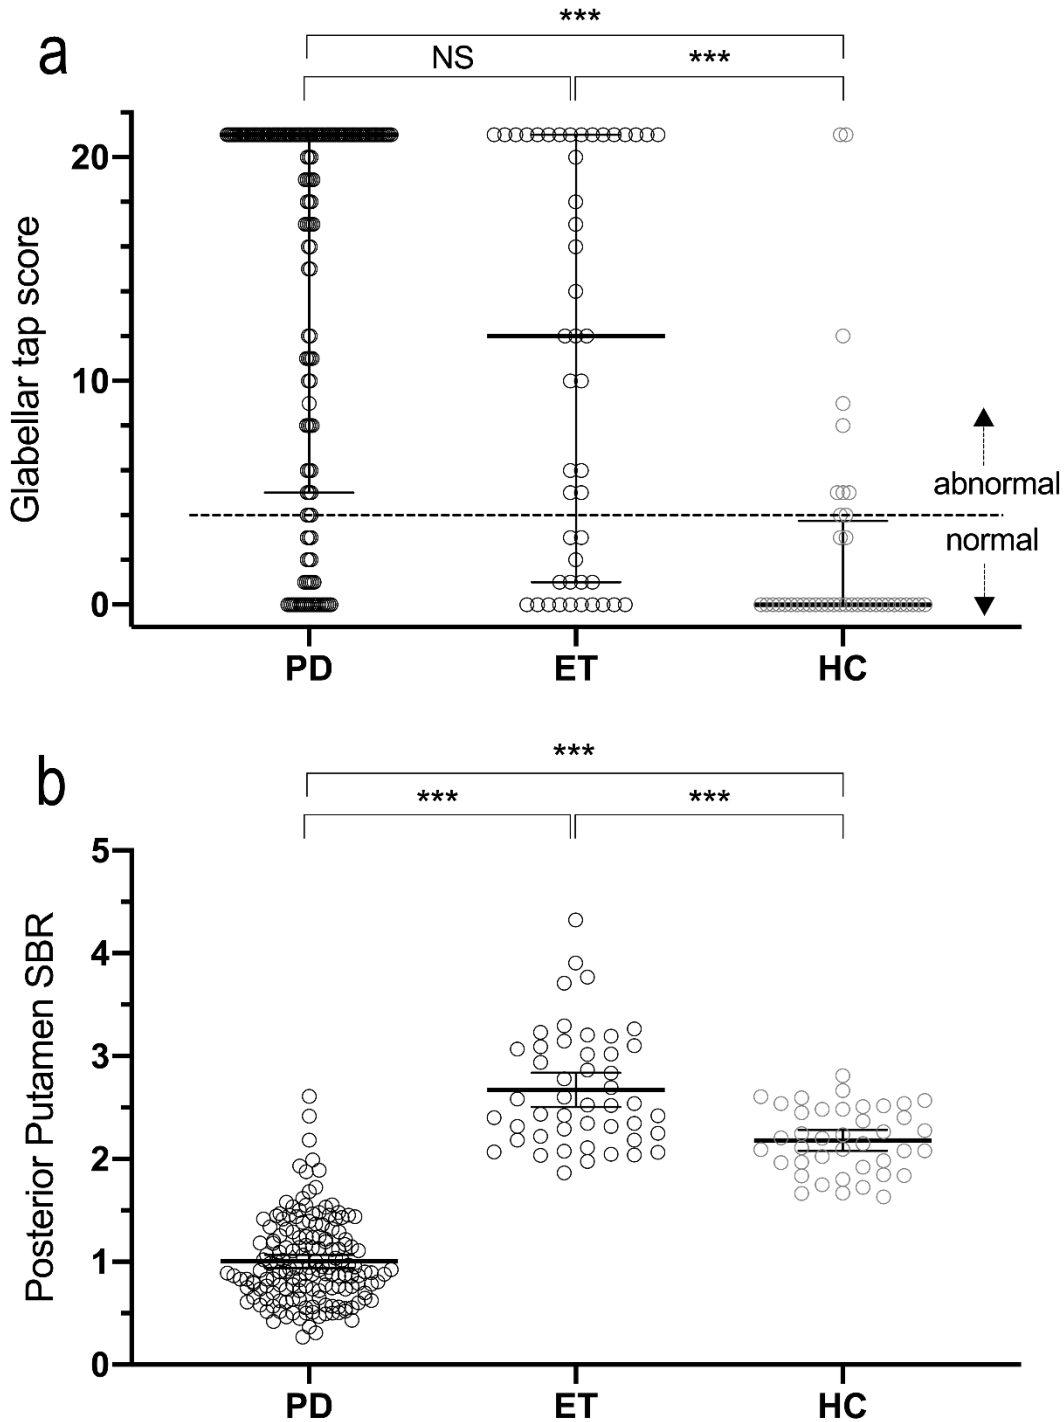 a
***
NS ***
Glabellar tap score
20
10
0
abnormal
normal
PD ET HC
b
***
*** ***
Posterior Putamen SBR
5
4
3
2
1
0
PD ET HC